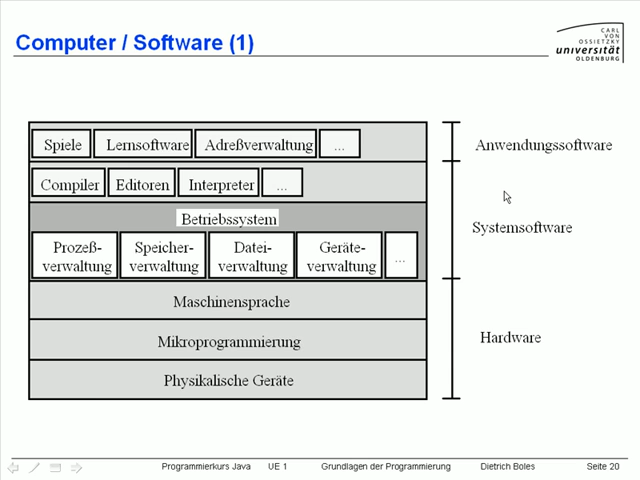 Computer / Software (1)
CARL
VON
OSSIETZKY
universität
OLDENBURG
Spiele Lernsoftware Adreßverwaltung ...
Anwendungssoftware
Compiler Editoren Interpreter ...
Betriebssystem
Systemsoftware
Prozeß-
verwaltung
Speicher-
verwaltung
Datei-
verwaltung
Geräte-
verwaltung
...
Maschinensprache
Mikroprogrammierung
Hardware
Physikalische Geräte
Programmierkurs Java UE 1 Grundlagen der Programmierung Dietrich Boles Seite 20